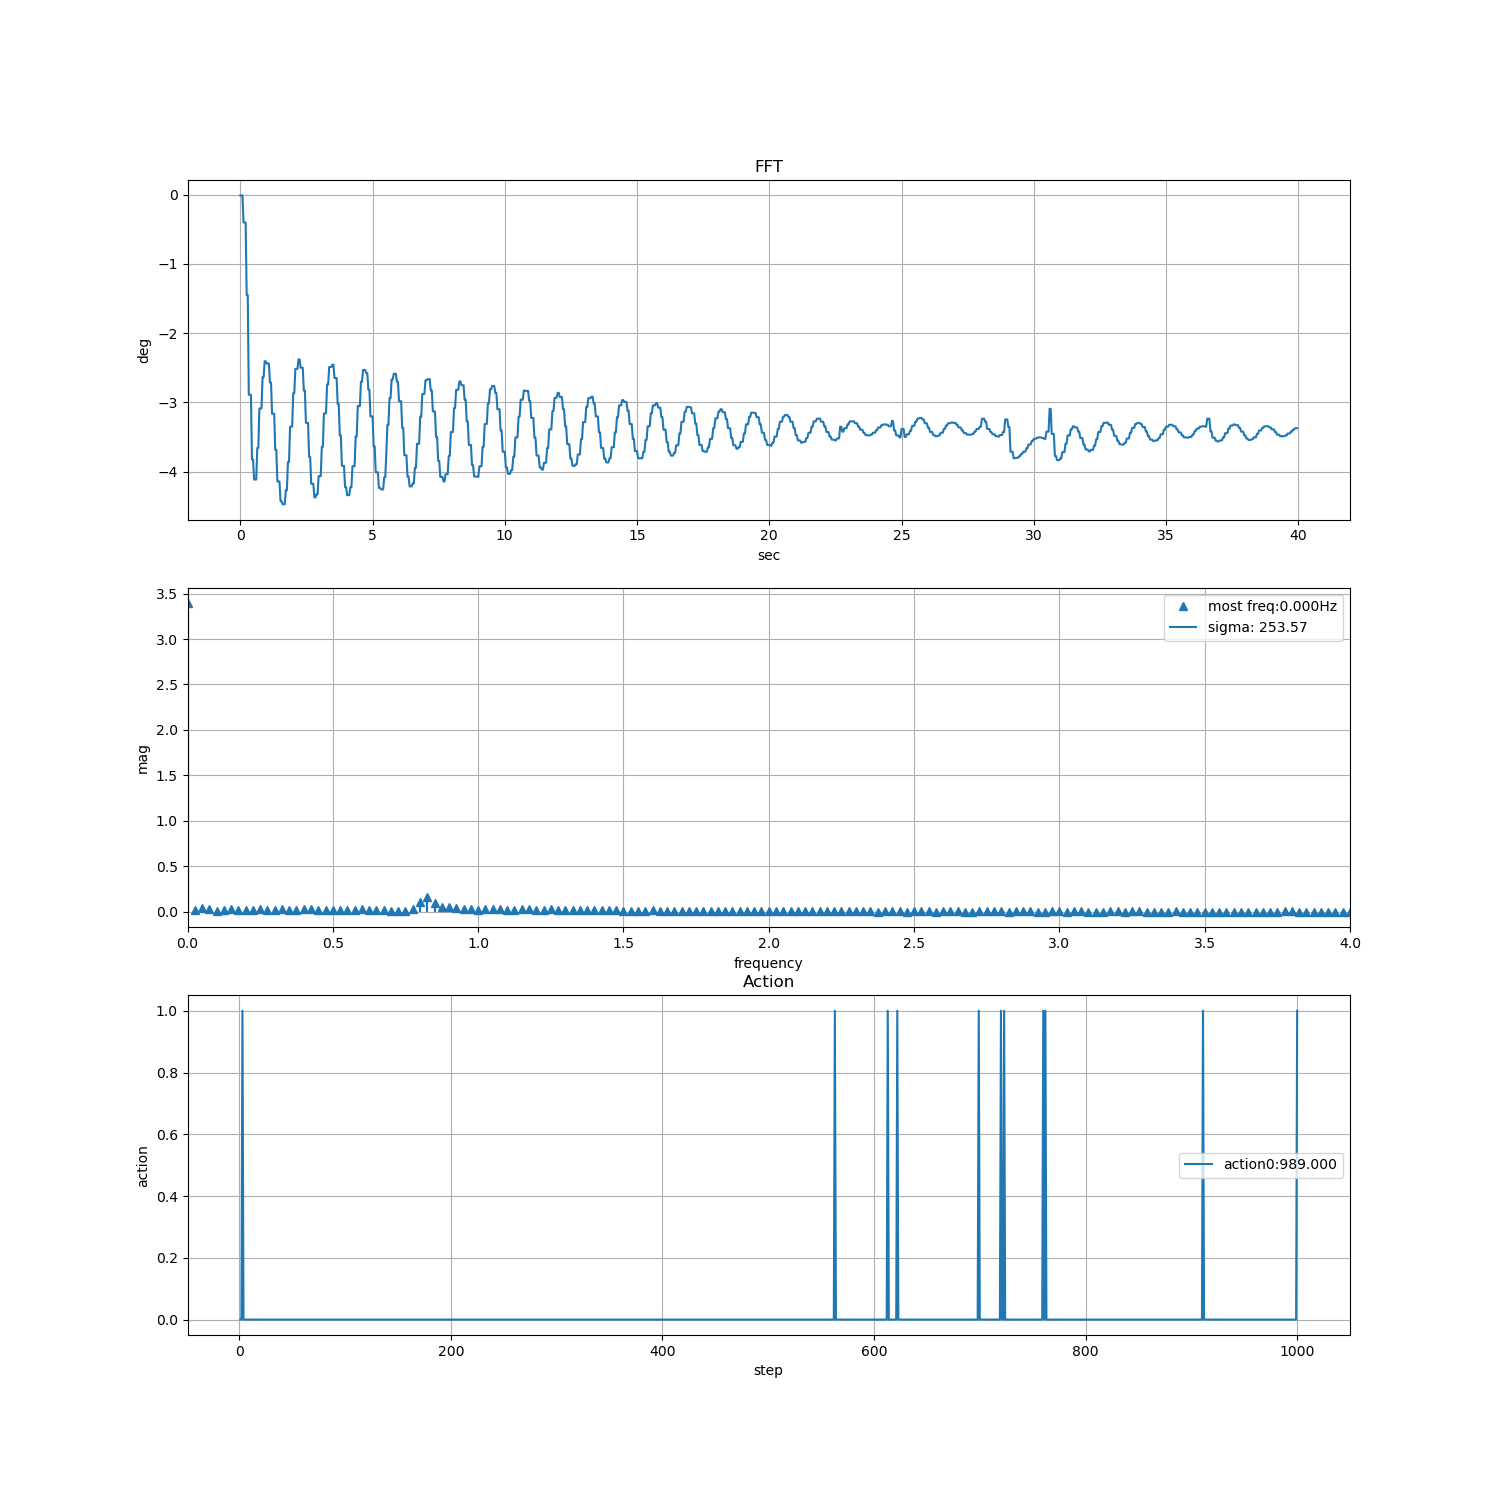 FFT
0
−1
−2
−3
−4
deg
0 5 10 15 20 25 30 35 40
sec
3.5
3.0
2.5
2.0
1.5
1.0
0.5
0.0
mag
most freq:0.000Hz
sigma: 253.57
0.0 0.5 1.0 1.5 2.0 2.5 3.0 3.5 4.0
frequency
Action
1.0
0.8
0.6
0.4
0.2
0.0
action
action0:989.000
0 200 400 600 800 1000
step